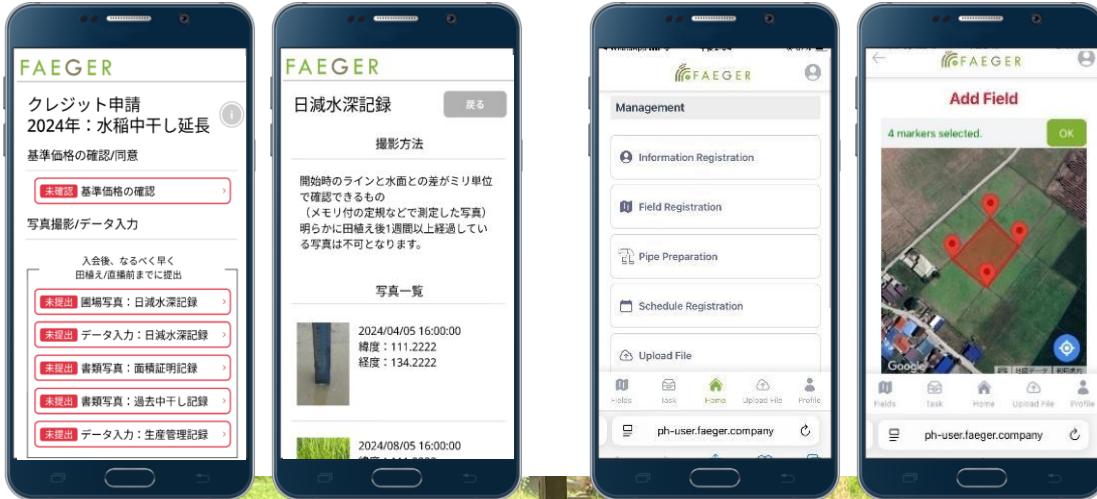 FAEGER
クレジット申請
2024年：水稲中干し延長
i
基準価格の確認/同意
未確認 基準価格の確認
写真撮影/データ入力
入会後、なるべく早く
田植え/直播前までに提出
未提出 圃場写真：日減水深記録
未提出 データ入力：日減水深記録
未提出 書類写真：面積証明記録
未提出 書類写真：過去中干し記録
未提出 データ入力：生産管理記録
FAEGER
日減水深記録
戻る
撮影方法
開始時のラインと水面との差がミリ単位
で確認できるもの
（メモリ付の定規などで測定した写真）
明らかに田植え後1週間以上経過してい
る写真は不可となります。
写真一覧
2024/04/05 16:00:00
緯度：111.2222
経度：134.2222
2024/08/05 16:00:00
FAEGER
Management
Information Registration
Field Registration
Pipe Preparation
Schedule Registration
Upload File
Fields Task Home Upload File Profile
ph-user.faeger.company
FAEGER
Add Field
4 markers selected.
OK
Google
Fields Task Home Upload File Profile
ph-user.faeger.company